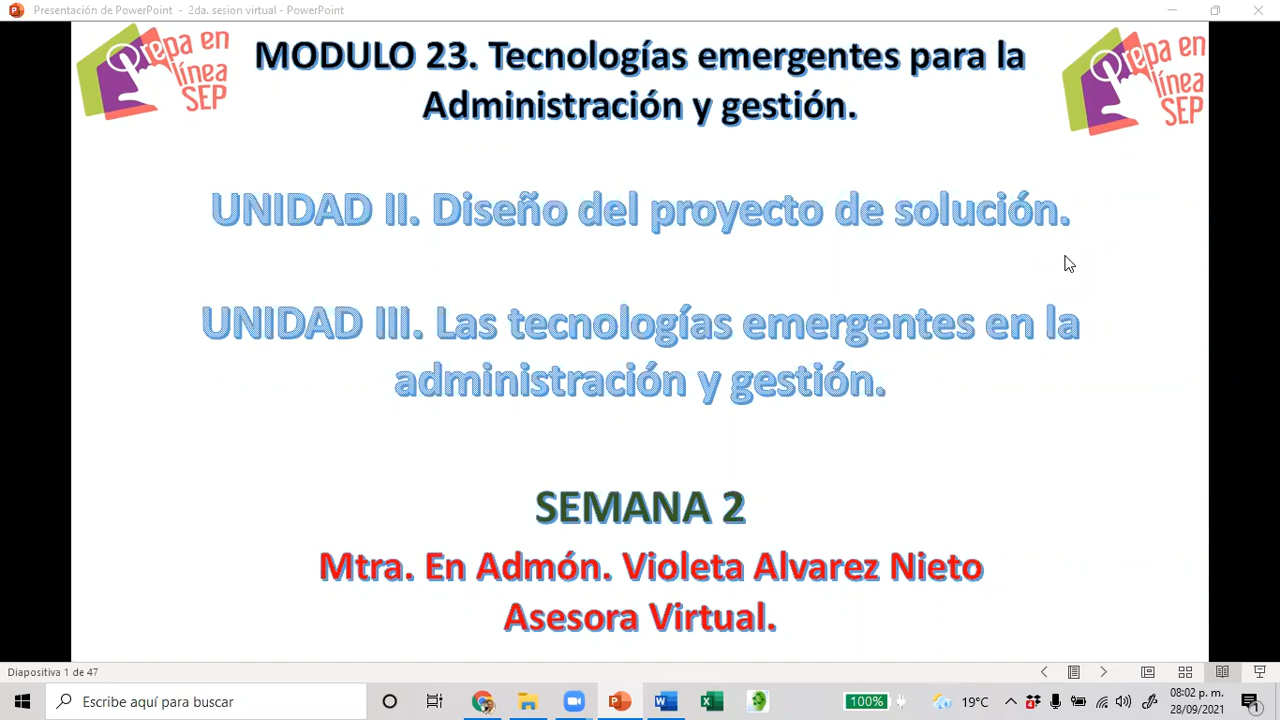 Presentación de PowerPoint - 2da. sesion virtual - PowerPoint
Prepa en
línea
SEP
MODULO 23. Tecnologías emergentes para la
Administración y gestión.
Prepa en
línea
SEP
UNIDAD II. Diseño del proyecto de solución.
UNIDAD III. Las tecnologías emergentes en la
administración y gestión.
SEMANA 2
Mtra. En Admón. Violeta Alvarez Nieto
Asesora Virtual.
Diapositiva 1 de 47
Escribe aquí para buscar
100%
19°C
08:02 p. m.
28/09/2021